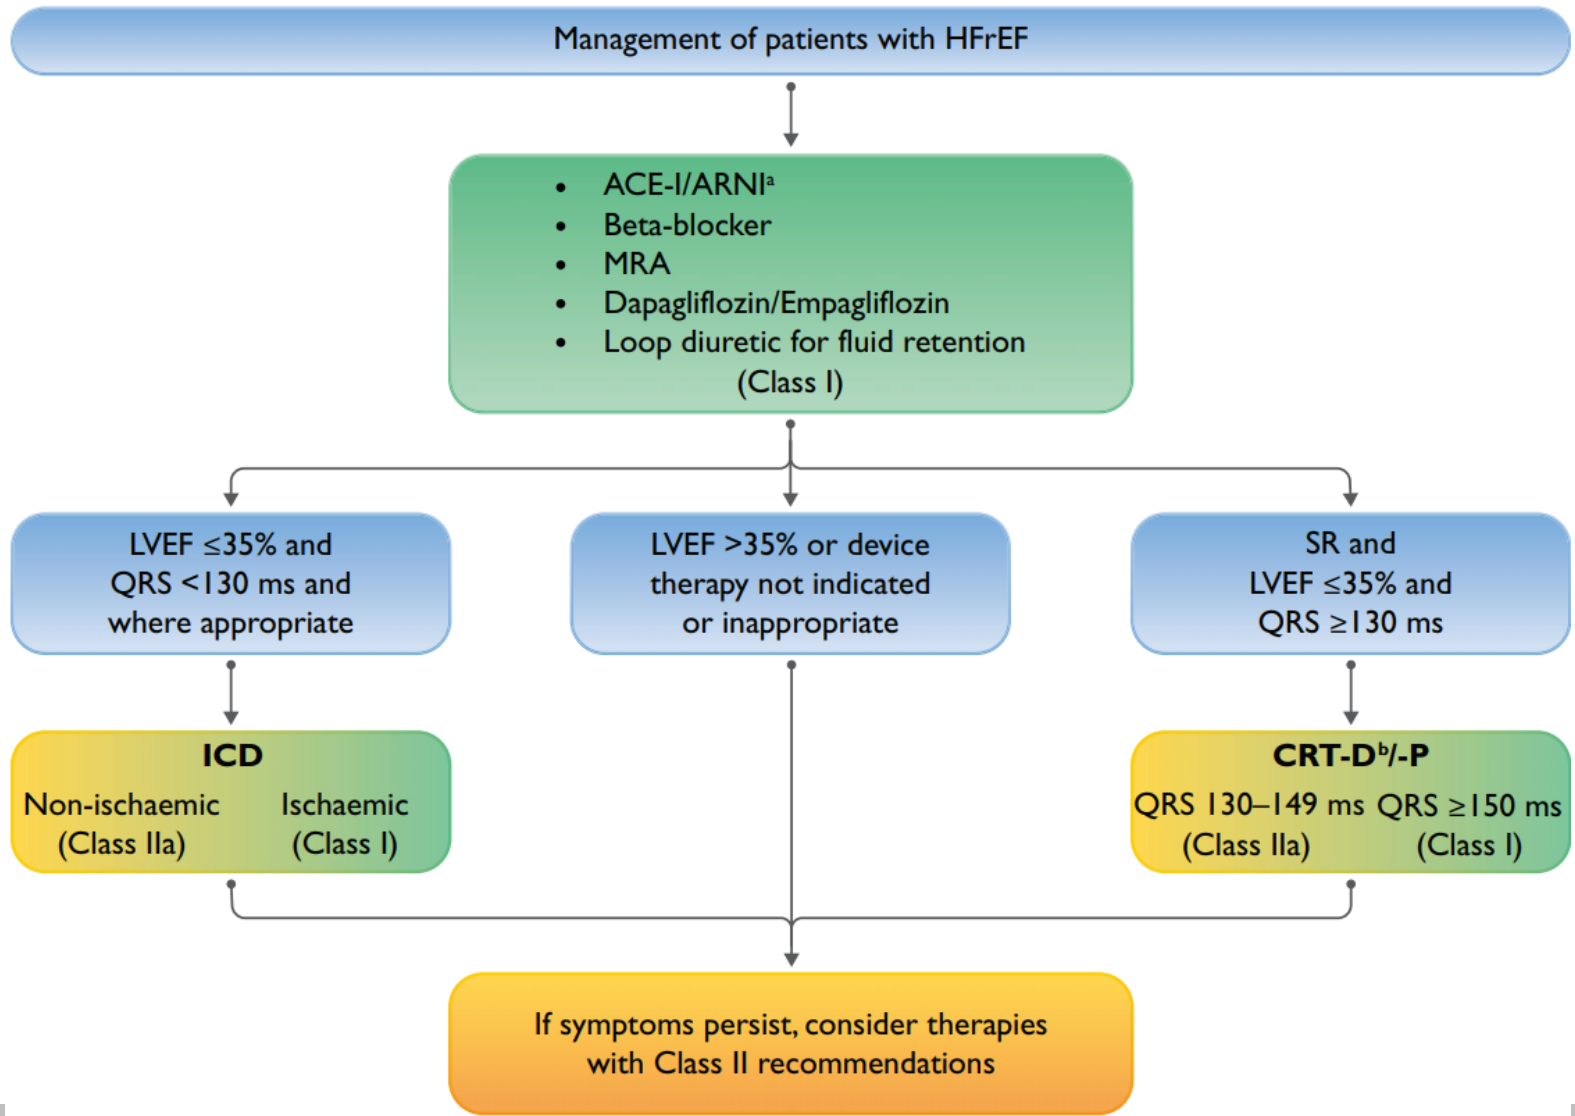 Management of patients with HFrEF
• ACE-I/ARNIᵃ
• Beta-blocker
• MRA
• Dapagliflozin/Empagliflozin
• Loop diuretic for fluid retention
(Class I)
LVEF ≤35% and
QRS <130 ms and
where appropriate
LVEF >35% or device
therapy not indicated
or inappropriate
SR and
LVEF ≤35% and
QRS ≥130 ms
ICD
Non-ischaemic
(Class IIa)
Ischaemic
(Class I)
CRT-Dᵇ/-P
QRS 130–149 ms
(Class IIa)
QRS ≥150 ms
(Class I)
If symptoms persist, consider therapies
with Class II recommendations